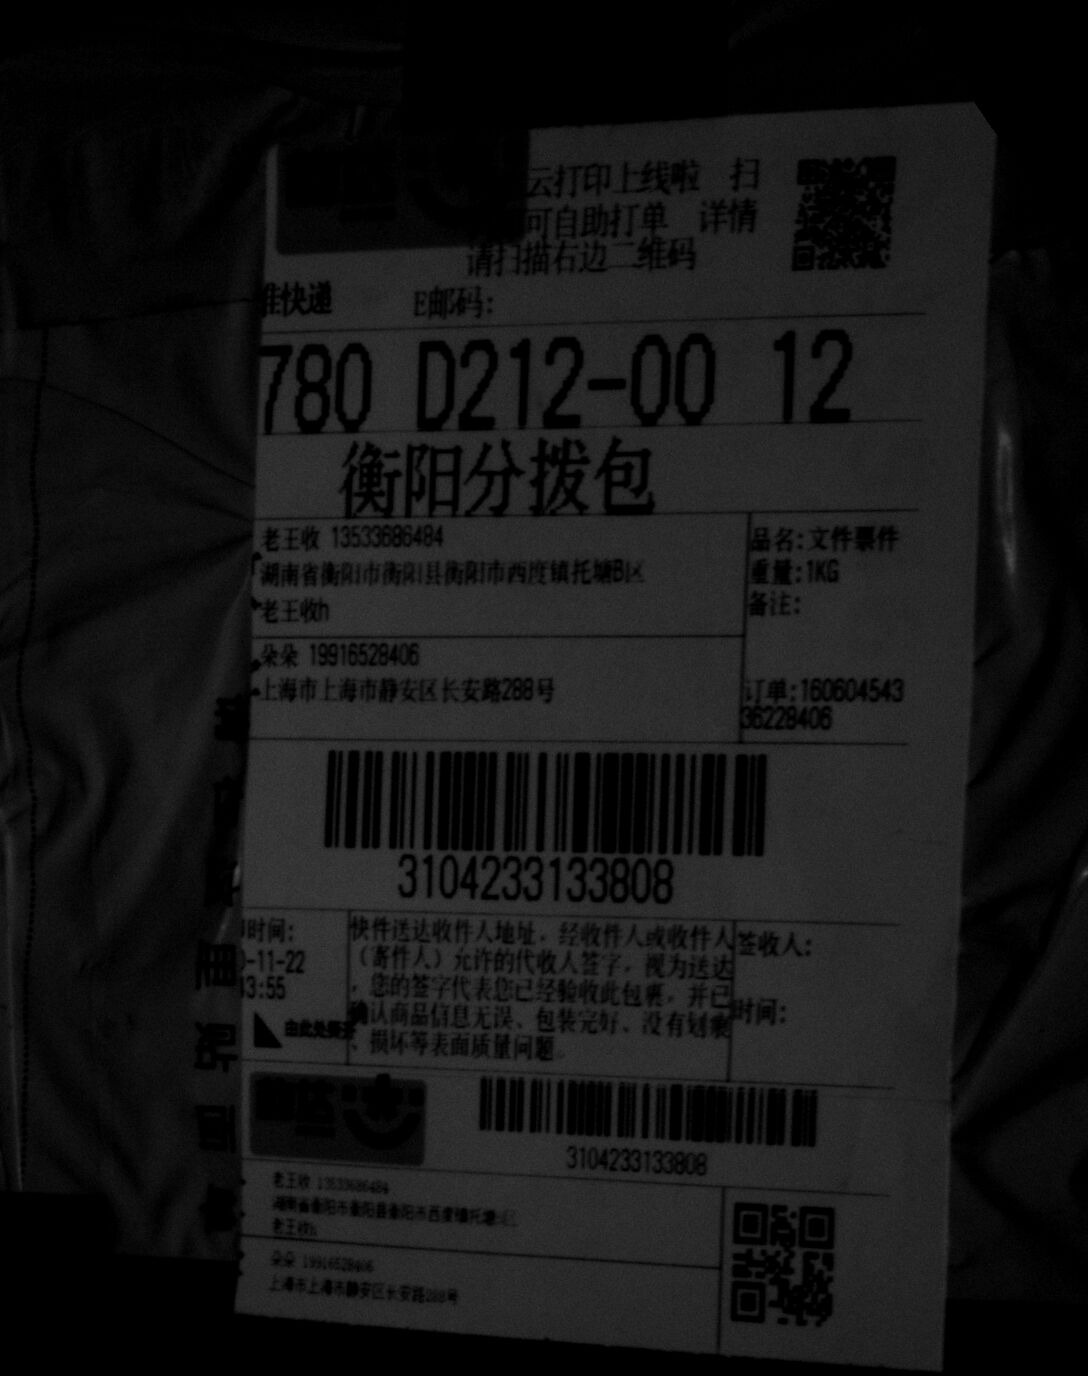 云打印上线啦 扫
可自助打单 详情
请扫描右边二维码
准快递 E邮码:
780 D212-00 12
衡阳分拨包
老王收 13533686484
湖南省衡阳市衡阳县衡阳市西渡镇托塘B区
老王收h
品名:文件票件
重量:1KG
备注:
朵朵 19916528406
上海市上海市静安区长安路288号
订单:160604543
36228406
3104233133808
时间:
-11-22
13:55
由此处撕开
快件送达收件人地址，经收件人或收件人
（寄件人）允许的代收人签字，视为送达
，您的签字代表您已经验收此包裹，并已
确认商品信息无误、包装完好、没有划痕
、损坏等表面质量问题。
签收人:
时间:
3104233133808
老王收 13533686484
湖南省衡阳市衡阳县衡阳市西渡镇托塘B区
老王收h
朵朵 19916528406
上海市上海市静安区长安路288号